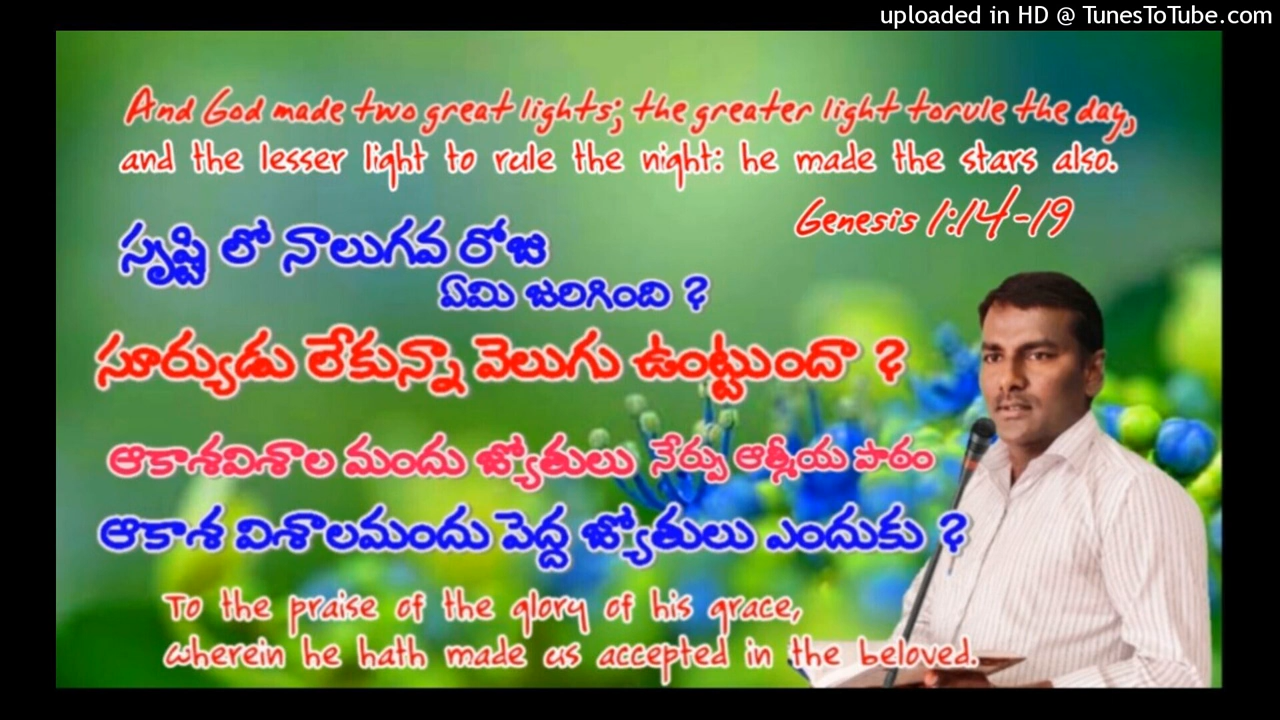 uploaded in HD @ TunesToTube.com
And God made two great lights; the greater light torule the day,
and the lesser light to rule the night: he made the stars also.
Genesis 1:14-19
సృష్టి లో నాలుగవ రోజు
ఏమి జరిగింది ?
సూర్యుడు లేకున్నా వెలుగు ఉంట్టుందా ?
ఆకాశవిశాల మందు జ్యోతులు నేర్పు ఆత్మీయ పాఠం
ఆకాశ విశాలమందు పెద్ద జ్యోతులు ఎందుకు ?
To the praise of the glory of his grace,
wherein he hath made us accepted in the beloved.